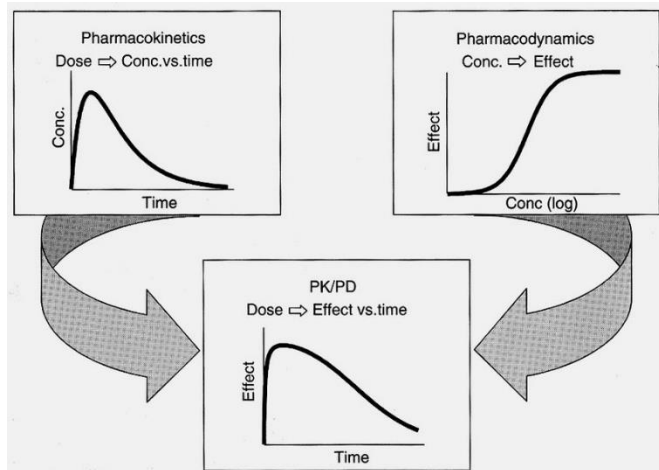 Pharmacokinetics
Dose ⇨ Conc.vs.time
Conc.
Time
Pharmacodynamics
Conc. ⇨ Effect
Effect
Conc (log)
PK/PD
Dose ⇨ Effect vs.time
Effect
Time